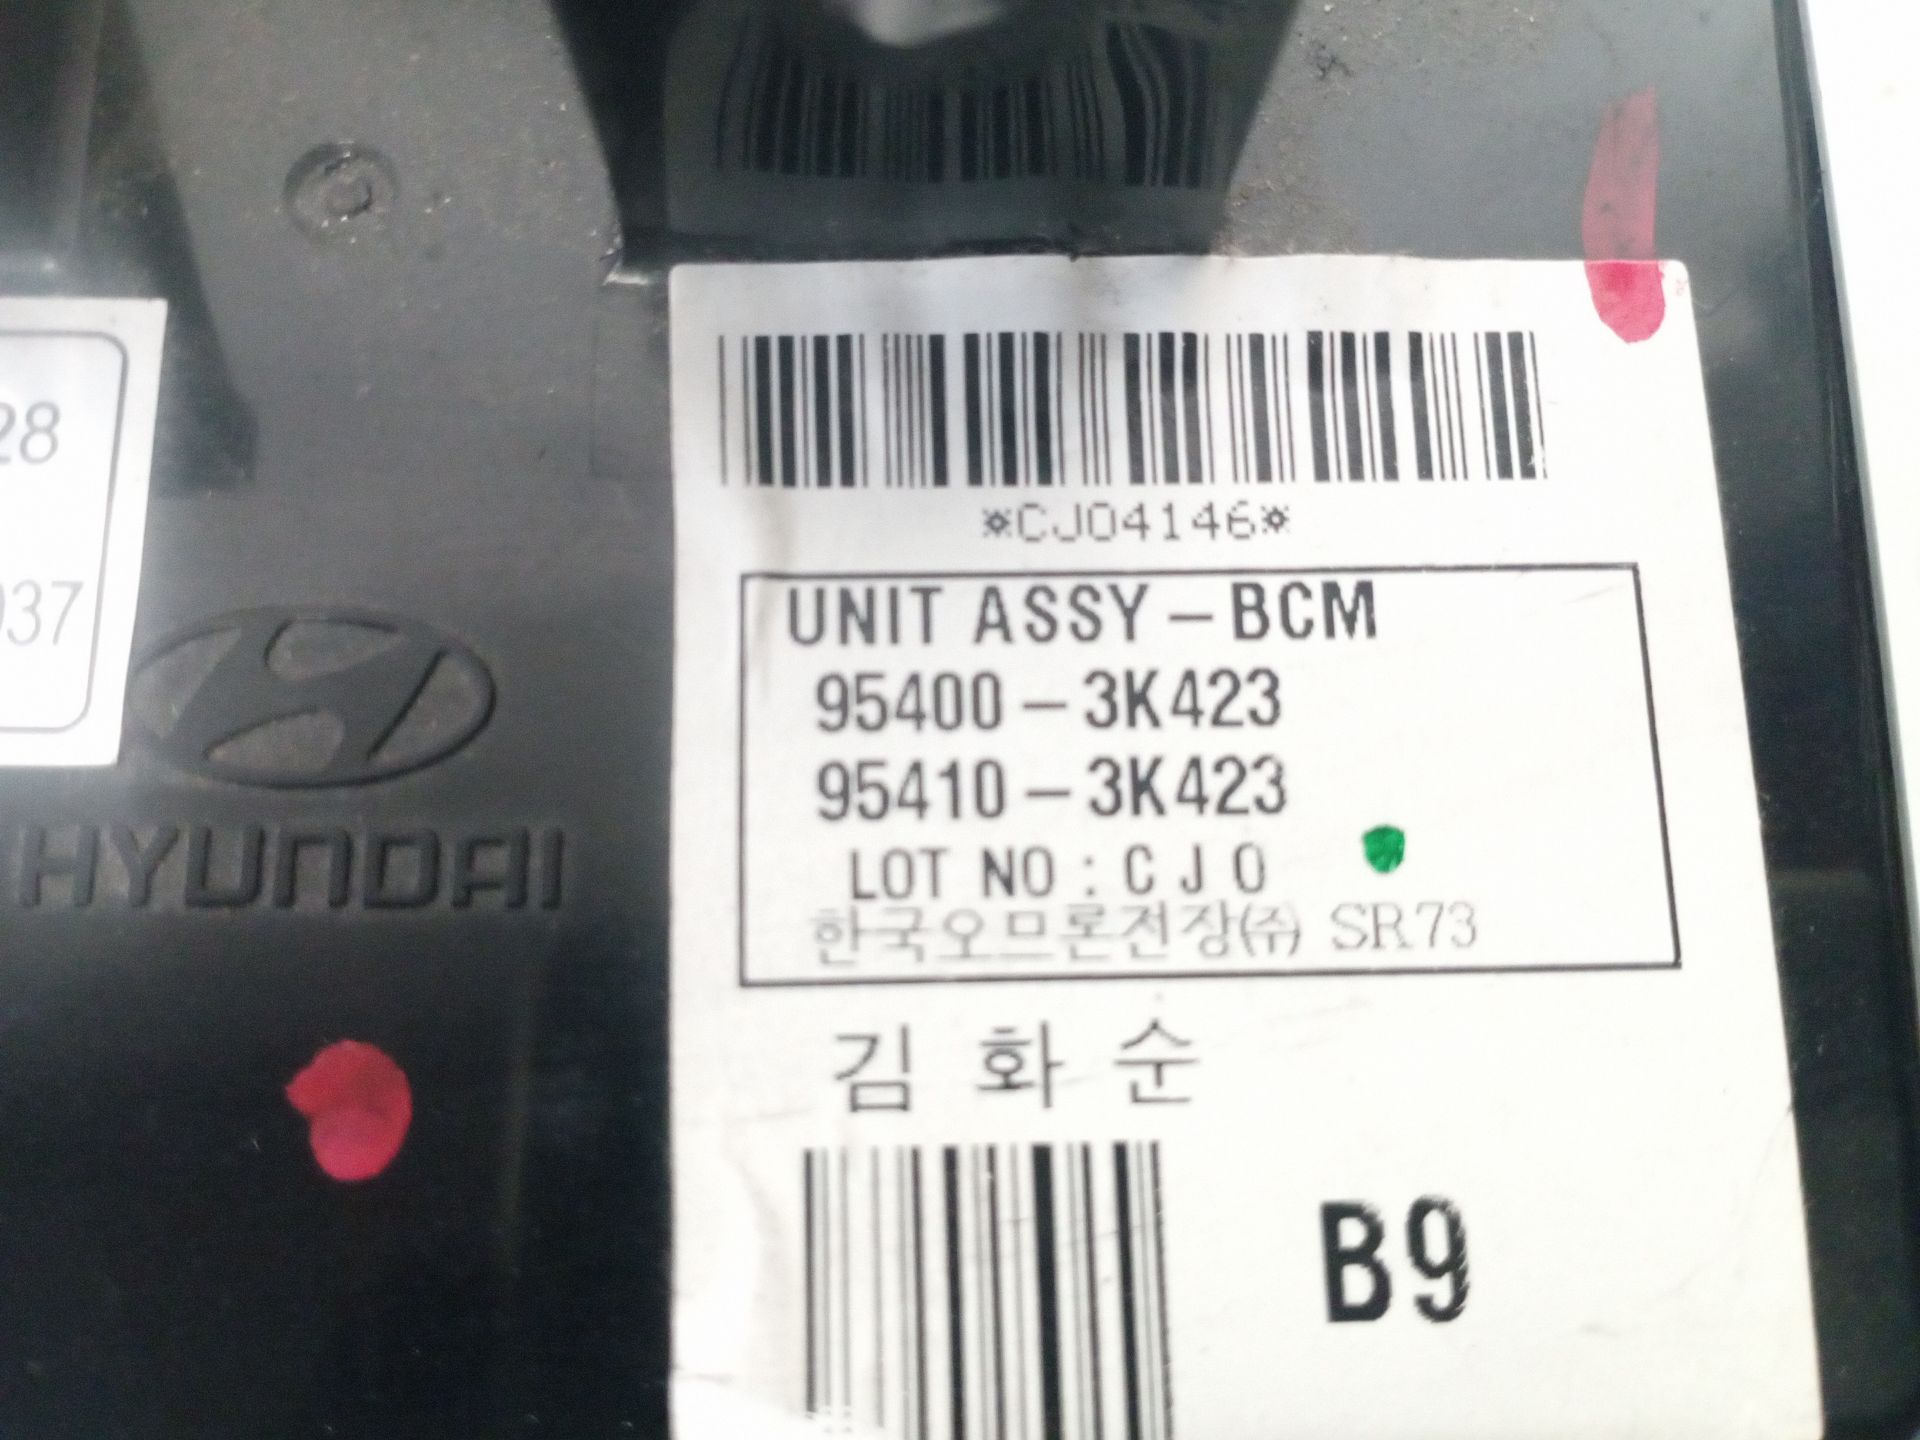 28
037
HYUNDAI
*CJ04146*
UNIT ASSY-BCM
95400-3K423
95410-3K423
LOT NO : C J 0
한국오므론전장(주) SR73
김 화 순
B9